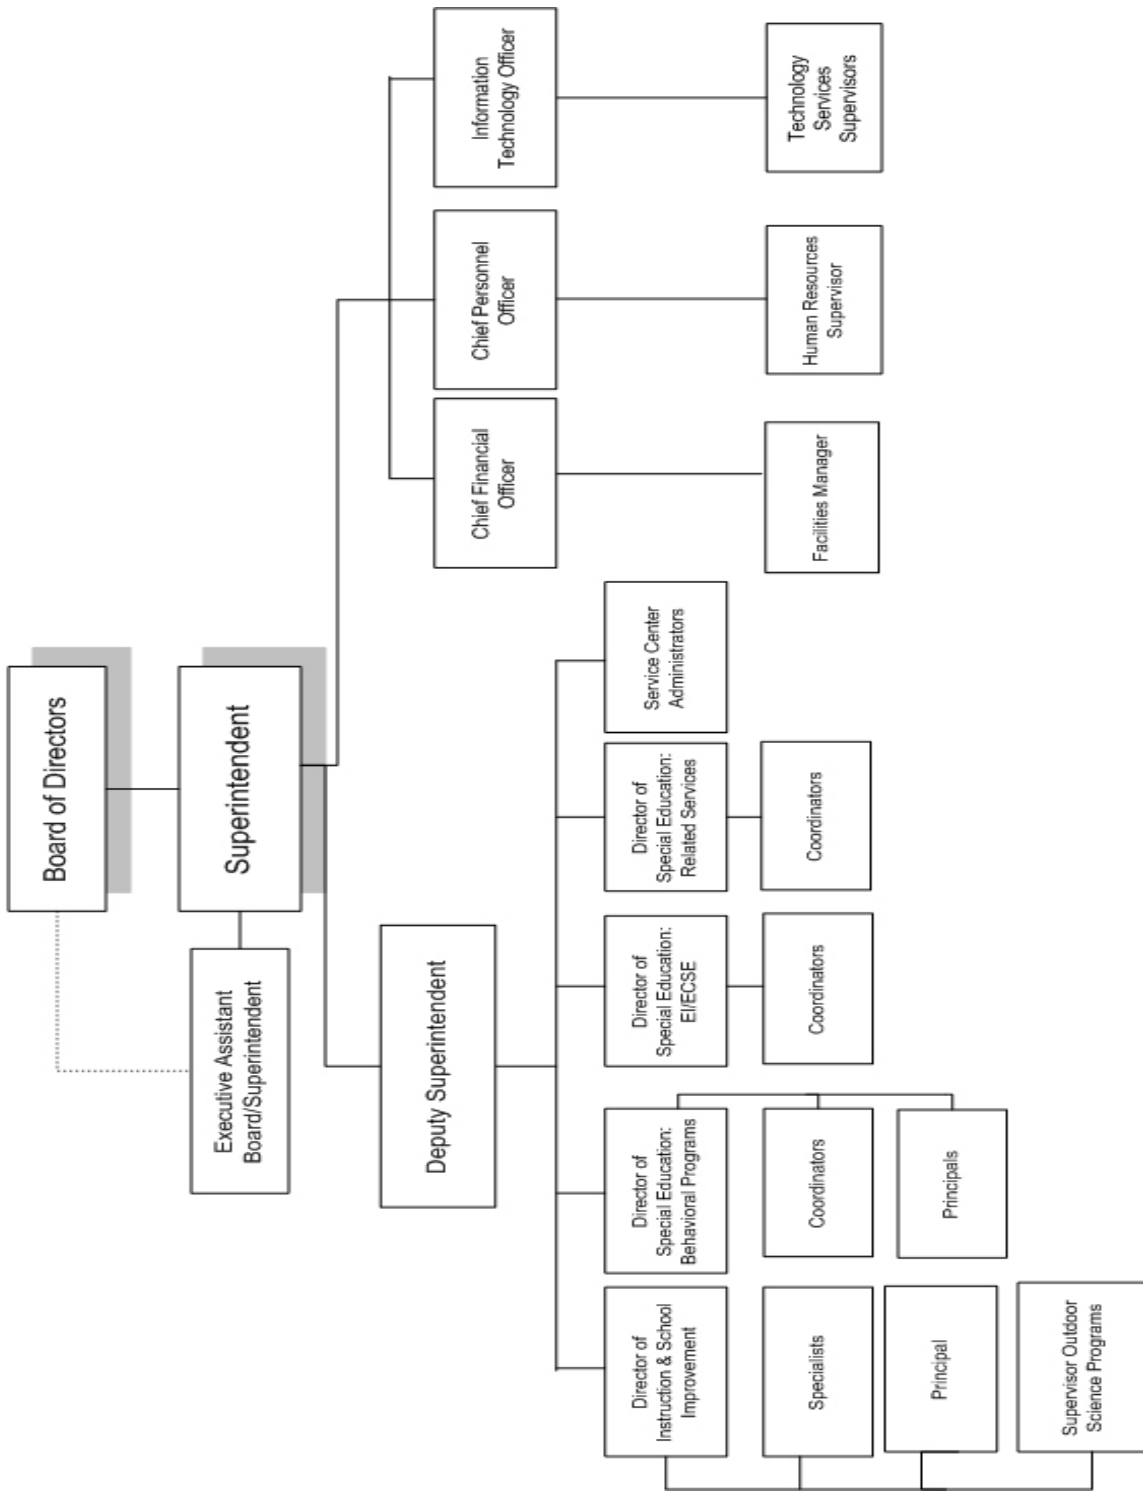 Board of Directors
Superintendent
Executive Assistant
Board/Superintendent
Deputy Superintendent
Information
Technology Officer
Chief Personnel
Officer
Chief Financial
Officer
Technology
Services
Supervisors
Human Resources
Supervisor
Facilities Manager
Director of
Instruction & School
Improvement
Director of
Special Education:
Behavioral Programs
Director of
Special Education:
EI/ECSE
Director of
Special Education:
Related Services
Service Center
Administrators
Specialists
Coordinators
Coordinators
Coordinators
Principal
Principals
Supervisor Outdoor
Science Programs